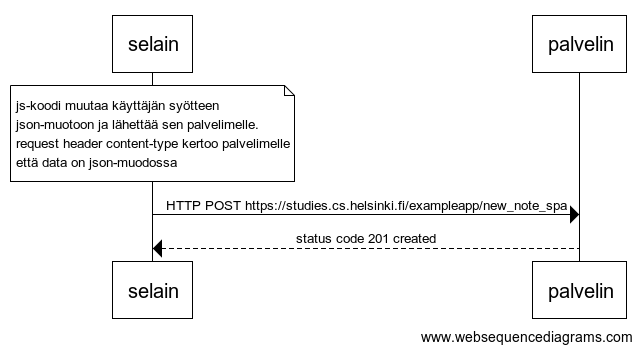 selain
palvelin
js-koodi muutaa käyttäjän syötteen
json-muotoon ja lähettää sen palvelimelle.
request header content-type kertoo palvelimelle
että data on json-muodossa
HTTP POST https://studies.cs.helsinki.fi/exampleapp/new_note_spa
status code 201 created
selain
palvelin
www.websequencediagrams.com